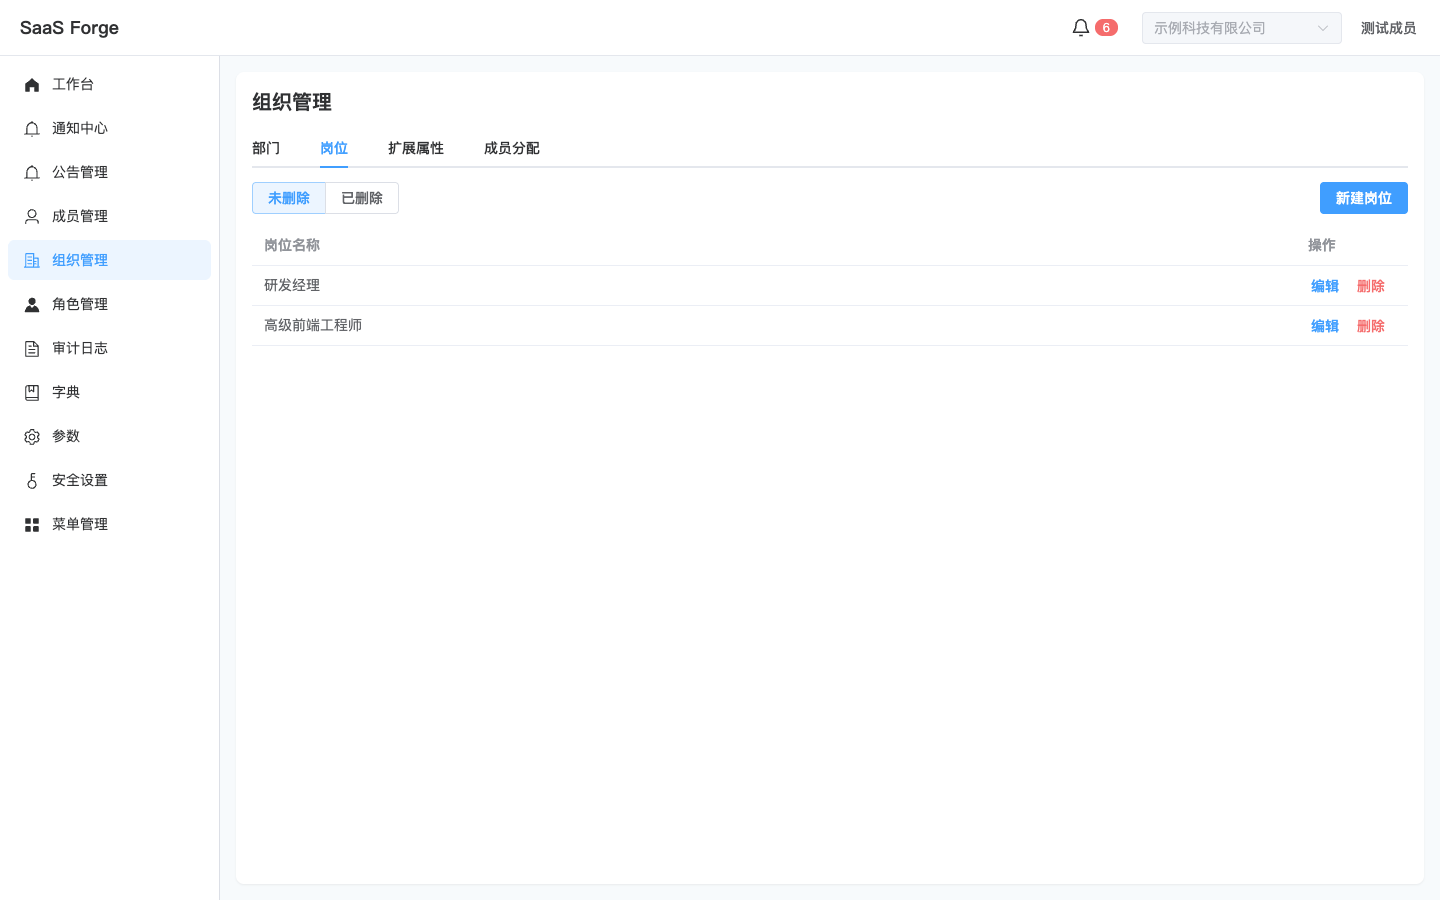 SaaS Forge
6
示例科技有限公司
测试成员
工作台
通知中心
公告管理
成员管理
组织管理
角色管理
审计日志
字典
参数
安全设置
菜单管理
组织管理
部门 岗位 扩展属性 成员分配
未删除 已删除 新建岗位
岗位名称 操作
研发经理 编辑 删除
高级前端工程师 编辑 删除